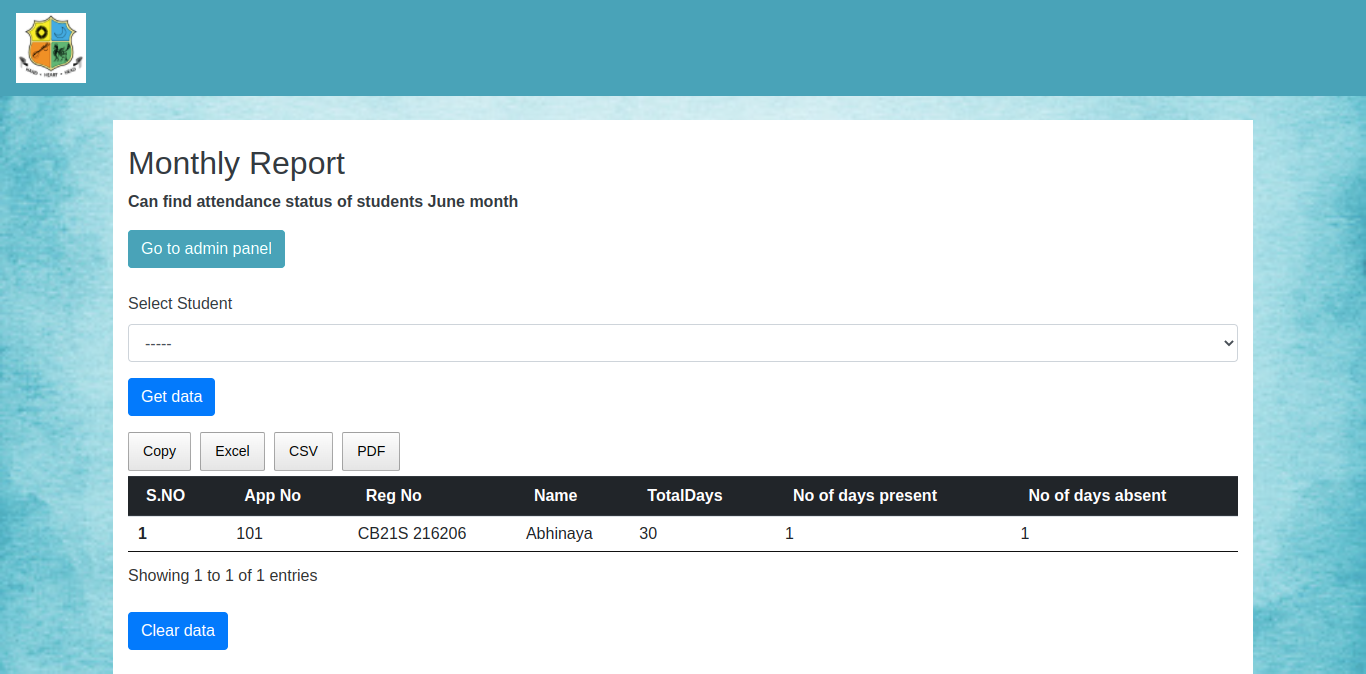 HAND • HEART • HEAD
Monthly Report
Can find attendance status of students June month
Go to admin panel
Select Student
-----
Get data
Copy Excel CSV PDF
S.NO App No Reg No Name TotalDays No of days present No of days absent
1 101 CB21S 216206 Abhinaya 30 1 1
Showing 1 to 1 of 1 entries
Clear data